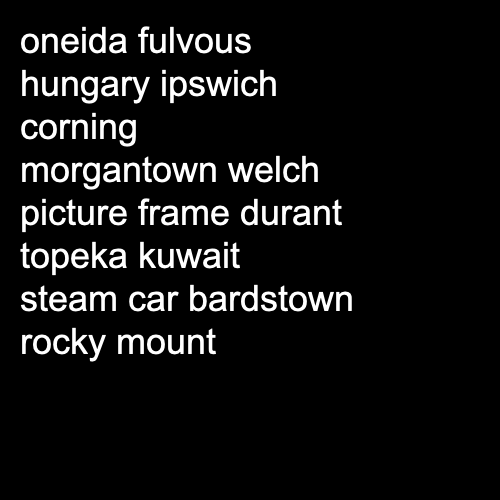 oneida fulvous
hungary ipswich
corning
morgantown welch
picture frame durant
topeka kuwait
steam car bardstown
rocky mount